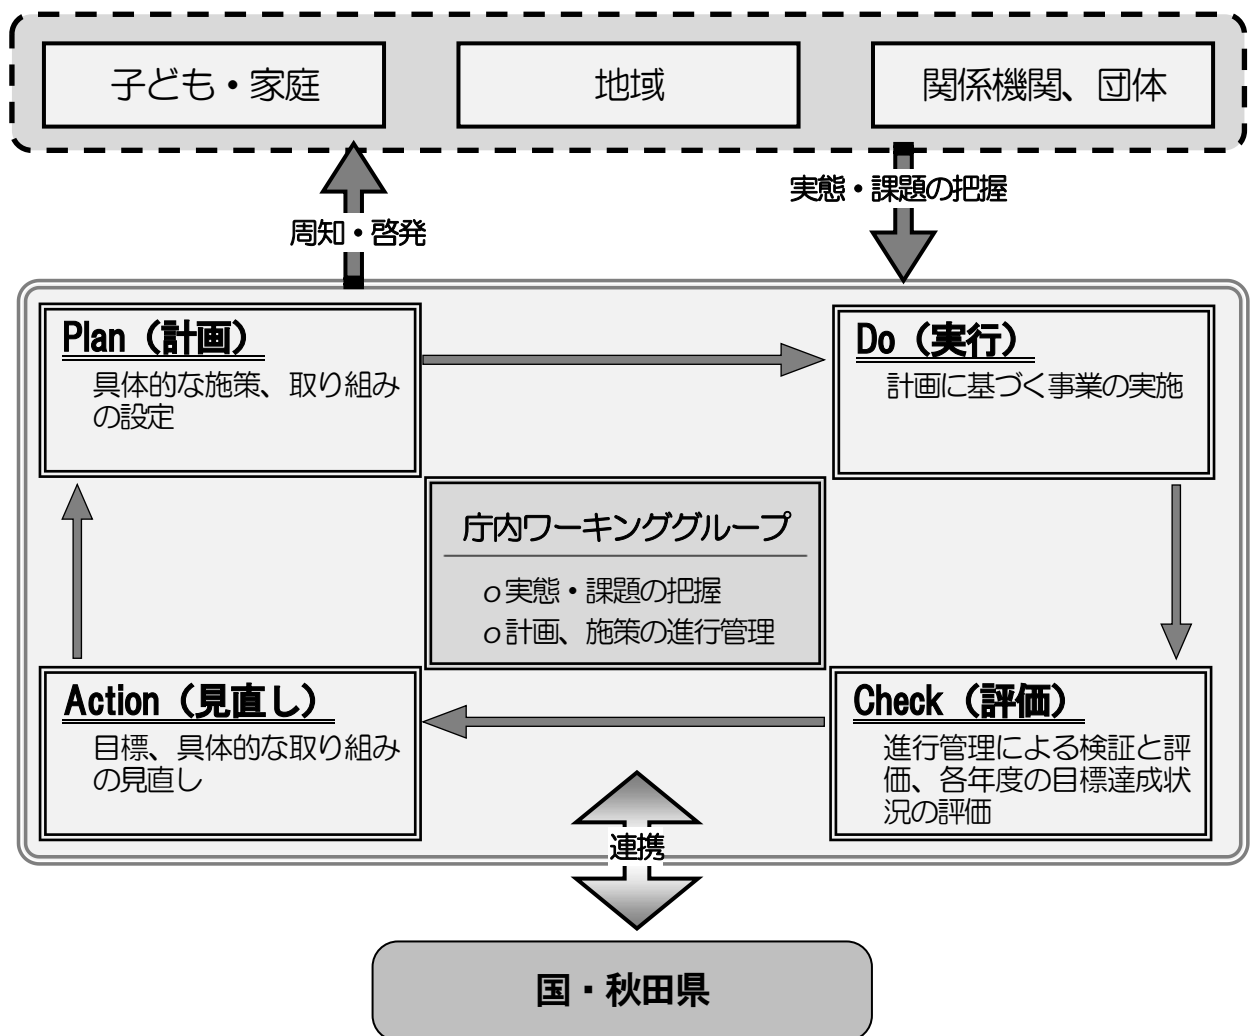 子ども・家庭
地域
関係機関、団体
実態・課題の把握
周知・啓発
Plan（計画）
具体的な施策、取り組み
の設定
Do（実行）
計画に基づく事業の実施
庁内ワーキンググループ
o実態・課題の把握
o計画、施策の進行管理
Action（見直し）
目標、具体的な取り組み
の見直し
Check（評価）
進行管理による検証と評
価、各年度の目標達成状
況の評価
連携
国・秋田県